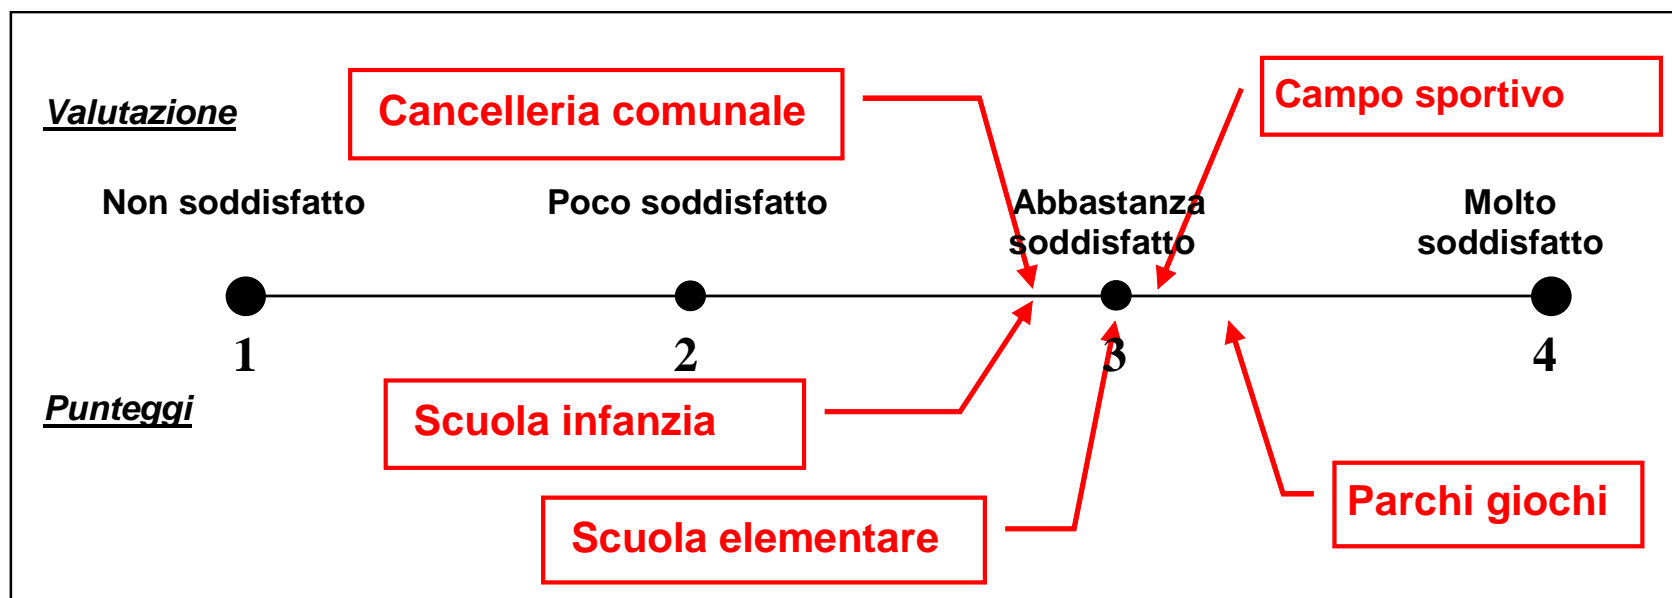 Valutazione
Cancelleria comunale
Campo sportivo
Non soddisfatto
Poco soddisfatto
Abbastanza
soddisfatto
Molto
soddisfatto
1
2
3
4
Punteggi
Scuola infanzia
Scuola elementare
Parchi giochi